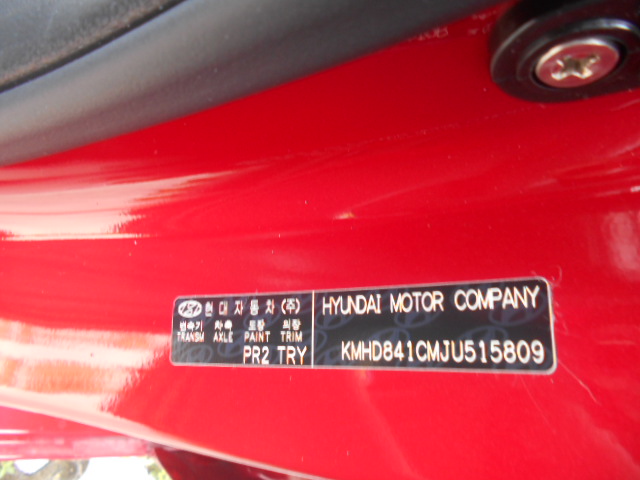 현대자동차(주)
변속기 차축 도장 의장
TRANSM AXLE PAINT TRIM
PR2 TRY
HYUNDAI MOTOR COMPANY
KMHD841CMJU515809